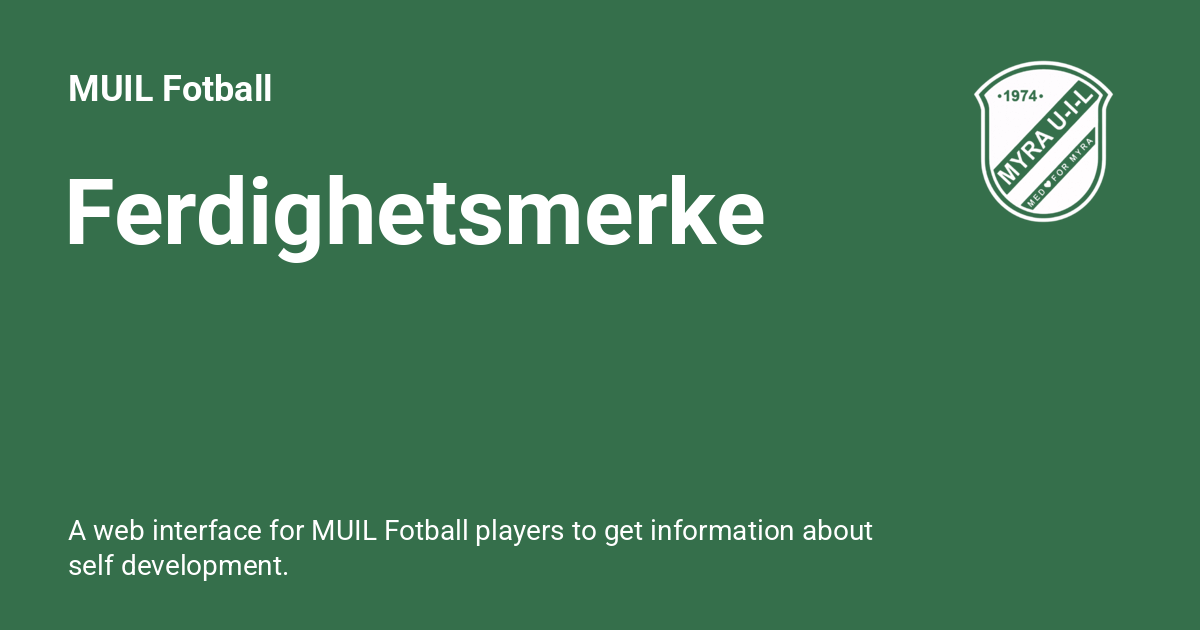 MUIL Fotball
•1974•
MYRA U-I-L
MED♥FOR MYRA
Ferdighetsmerke
A web interface for MUIL Fotball players to get information about
self development.